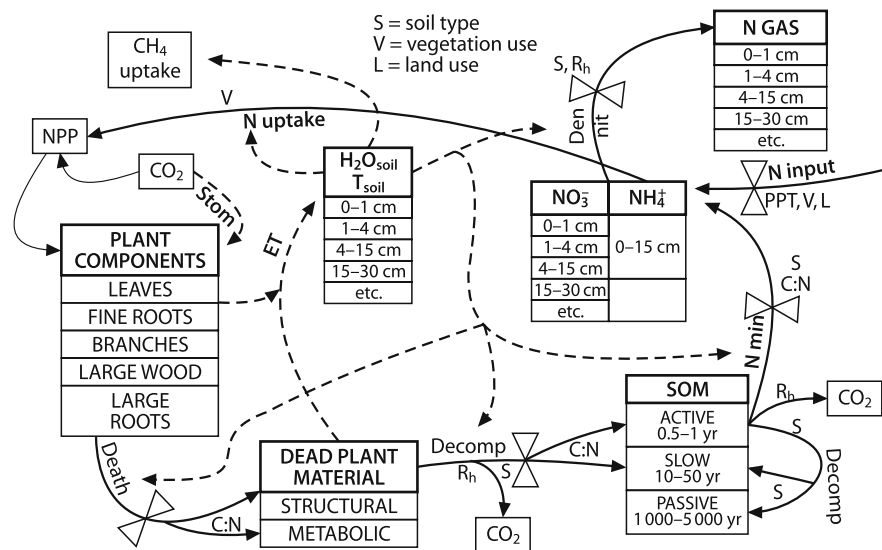 S = soil type
V = vegetation use
L = land use
CH₄
uptake
N GAS
0–1 cm
1–4 cm
4–15 cm
15–30 cm
etc.
S, Rₕ
Den
nit
V
N uptake
NPP
CO₂
Stom
H₂Osoil
Tsoil
0–1 cm
1–4 cm
4–15 cm
15–30 cm
etc.
ET
NO₃⁻
NH₄⁺
0–1 cm
1–4 cm
4–15 cm
15–30 cm
etc.
0–15 cm
N input
PPT, V, L
PLANT
COMPONENTS
LEAVES
FINE ROOTS
BRANCHES
LARGE WOOD
LARGE
ROOTS
S
C:N
N min
SOM
ACTIVE
0.5–1 yr
SLOW
10–50 yr
PASSIVE
1 000–5 000 yr
Rₕ
CO₂
S
S
Decomp
Death
C:N
DEAD PLANT
MATERIAL
STRUCTURAL
METABOLIC
Decomp
Rₕ
S
C:N
CO₂